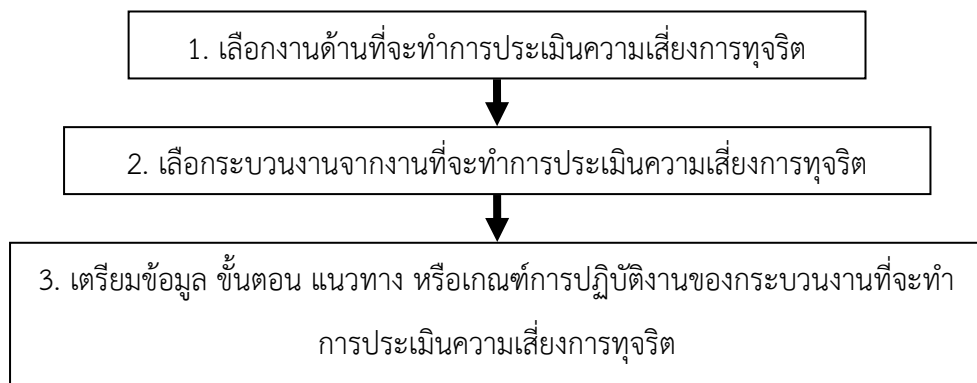 1. เลือกงานด้านที่จะทำการประเมินความเสี่ยงการทุจริต
2. เลือกกระบวนงานจากงานที่จะทำการประเมินความเสี่ยงการทุจริต
3. เตรียมข้อมูล ขั้นตอน แนวทาง หรือเกณฑ์การปฏิบัติงานของกระบวนงานที่จะทำ
การประเมินความเสี่ยงการทุจริต